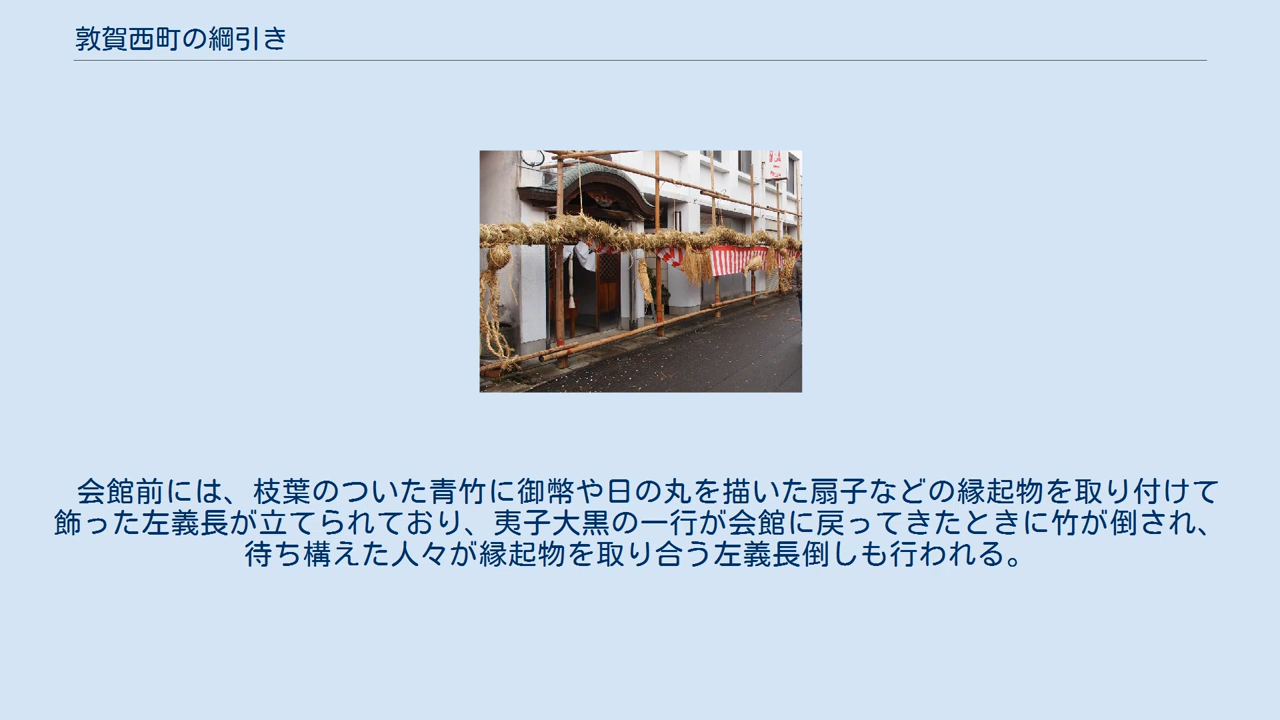 敦賀西町の綱引き
会館前には、枝葉のついた青竹に御幣や日の丸を描いた扇子などの縁起物を取り付けて
飾った左義長が立てられており、夷子大黒の一行が会館に戻ってきたときに竹が倒され、
待ち構えた人々が縁起物を取り合う左義長倒しも行われる。